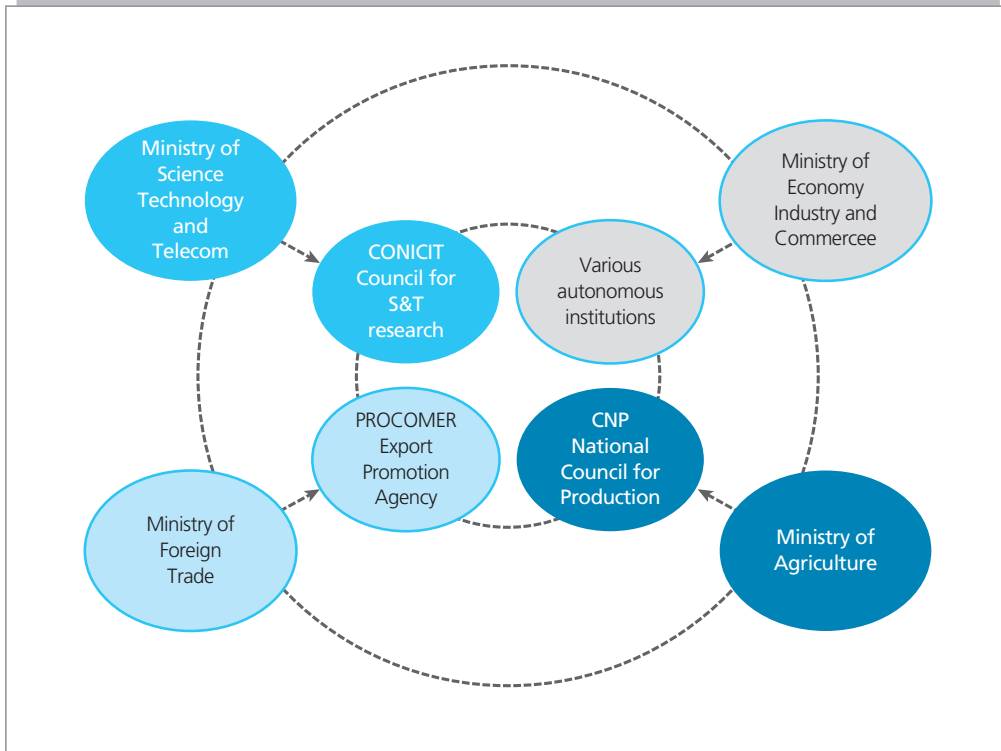 Ministry of
Science
Technology
and
Telecom
Ministry of
Economy
Industry and
Commercee
CONICIT
Council for
S&T
research
Various
autonomous
institutions
PROCOMER
Export
Promotion
Agency
CNP
National
Council for
Production
Ministry of
Foreign
Trade
Ministry of
Agriculture